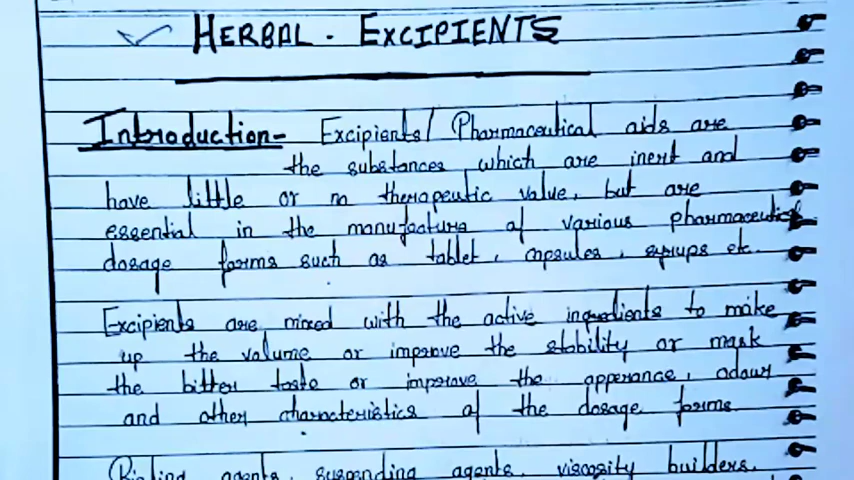 HERBAL. EXCIPIENTS
Introduction- Excipients/ Pharmaceutical aids are
the substances which are inert and
have little or no therapeutic value, but are
essential in the manufacture of various pharmaceutical
dosage forms such as tablet, capsules, syrups etc.
Excipients are mixed with the active ingredients to make
up the volume or improve the stability or mask
the bitter taste or improve the apperance, odour
and other characteristics of the dosage forms.
agents, suspending agents, viscosity builders,